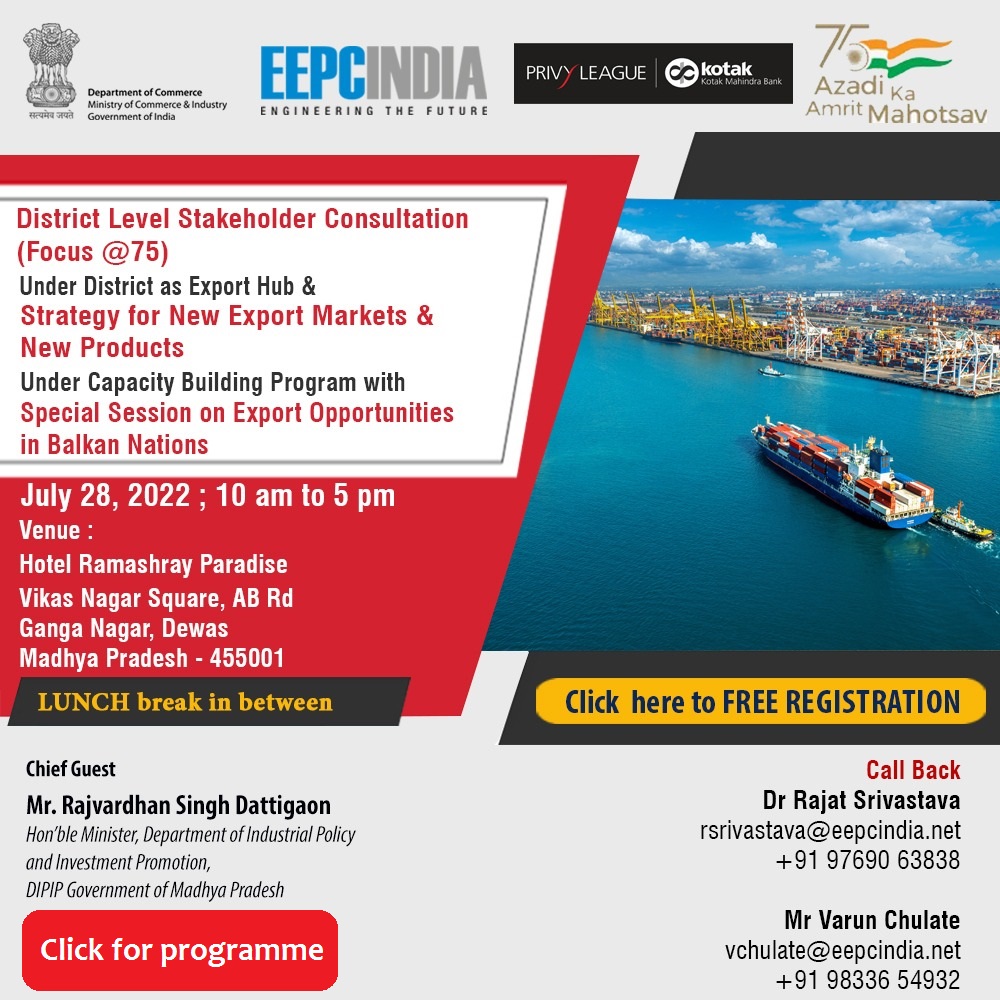 सत्यमेव जयते
Department of Commerce
Ministry of Commerce & Industry
Government of India
EEPCINDIA
ENGINEERING THE FUTURE
PRIVY LEAGUE
kotak
Kotak Mahindra Bank
75
Azadi Ka
Amrit Mahotsav
District Level Stakeholder Consultation
(Focus @75)
Under District as Export Hub &
Strategy for New Export Markets &
New Products
Under Capacity Building Program with
Special Session on Export Opportunities
in Balkan Nations
July 28, 2022 ; 10 am to 5 pm
Venue :
Hotel Ramashray Paradise
Vikas Nagar Square, AB Rd
Ganga Nagar, Dewas
Madhya Pradesh - 455001
LUNCH break in between
Click here to FREE REGISTRATION
Chief Guest
Mr. Rajvardhan Singh Dattigaon
Hon'ble Minister, Department of Industrial Policy
and Investment Promotion,
DIPIP Government of Madhya Pradesh
Click for programme
Call Back
Dr Rajat Srivastava
rsrivastava@eepcindia.net
+91 97690 63838
Mr Varun Chulate
vchulate@eepcindia.net
+91 98336 54932